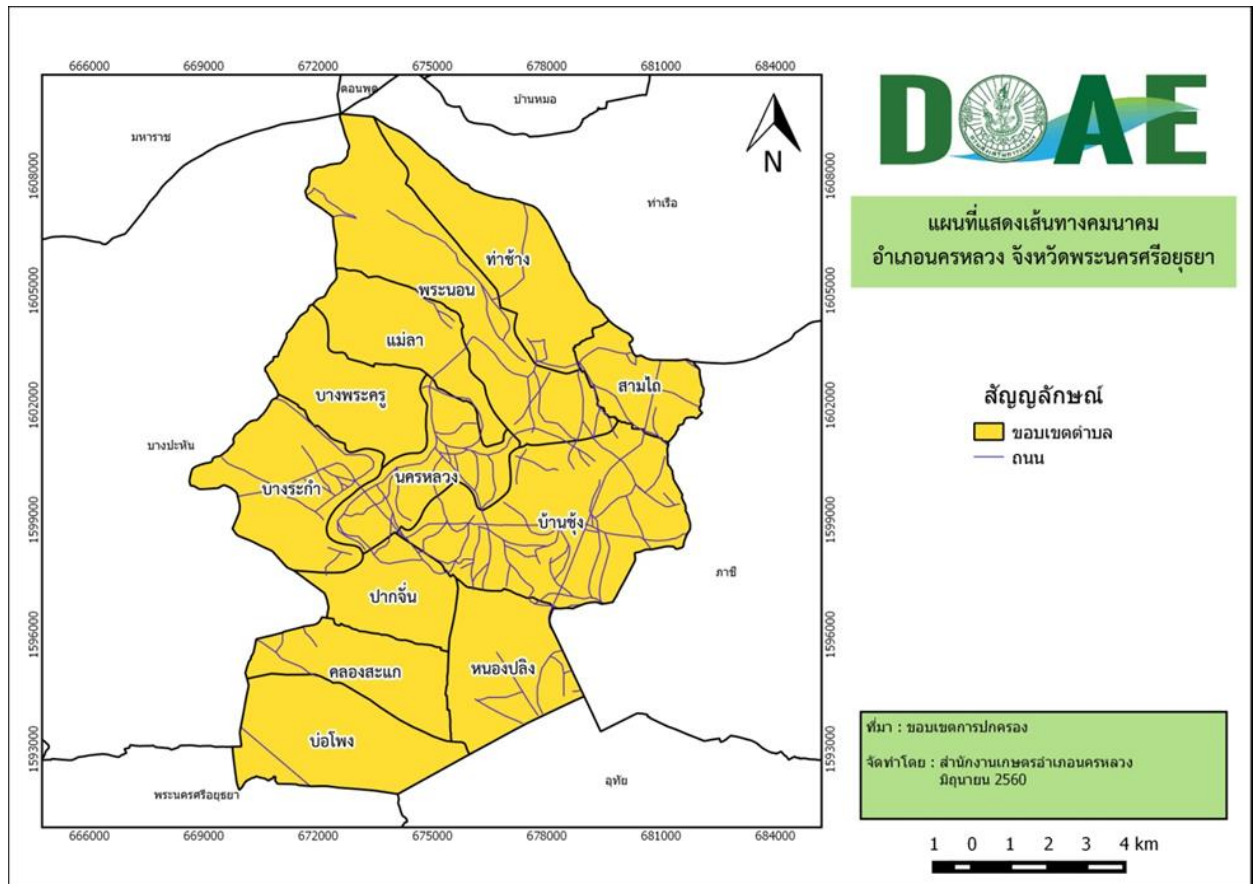 666000 669000 672000 675000 678000 681000 684000
ดอนพุด
บ้านหมอ
มหาราช
N
1608000
1608000
ท่าเรือ
ท่าช้าง
พระนอน
1605000
1605000
แม่ลา
สามไถ
บางพระครู
1602000
1602000
บางปะหัน
นครหลวง
บางระกำ
บ้านชุ้ง
1599000
1599000
ภาชี
ปากจั่น
1596000
1596000
คลองสะแก
หนองปลิง
บ่อโพง
1593000
1593000
อุทัย
พระนครศรีอยุธยา
666000 669000 672000 675000 678000 681000 684000
DOAE
แผนที่แสดงเส้นทางคมนาคม
อำเภอนครหลวง จังหวัดพระนครศรีอยุธยา
สัญญลักษณ์
ขอบเขตตำบล
ถนน
ที่มา : ขอบเขตการปกครอง
จัดทำโดย : สำนักงานเกษตรอำเภอนครหลวง
มิถุนายน 2560
1 0 1 2 3 4 km